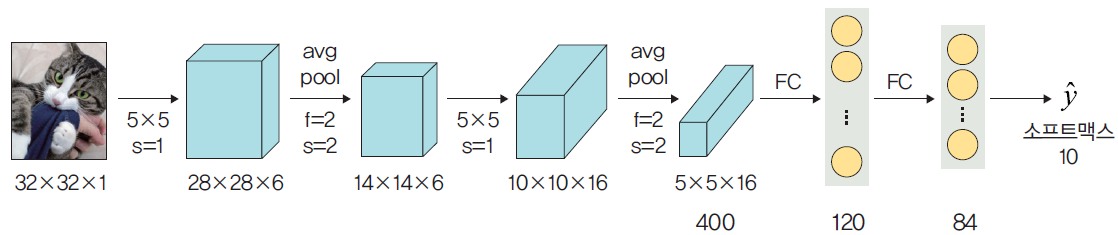 32×32×1
5×5
s=1
28×28×6
avg
pool
f=2
s=2
14×14×6
5×5
s=1
10×10×16
avg
pool
f=2
s=2
5×5×16
400
FC
120
FC
84
ŷ
소프트맥스
10